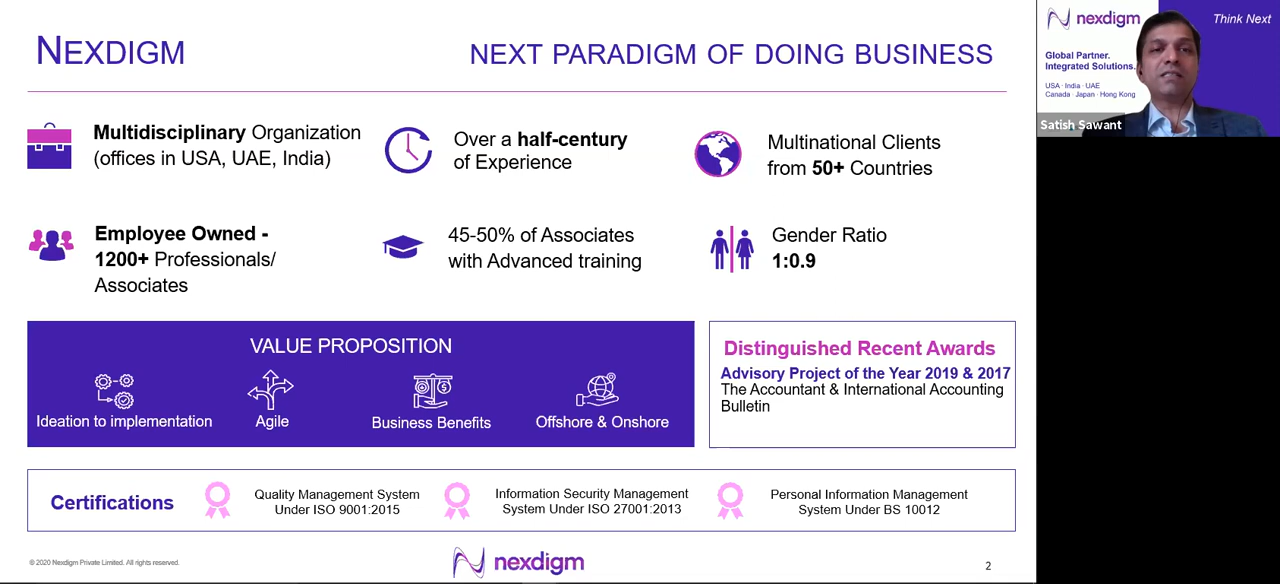 NEXDIGM
NEXT PARADIGM OF DOING BUSINESS
Multidisciplinary Organization
(offices in USA, UAE, India)
Over a half-century
of Experience
Multinational Clients
from 50+ Countries
Employee Owned -
1200+ Professionals/
Associates
45-50% of Associates
with Advanced training
Gender Ratio
1:0.9
VALUE PROPOSITION
Ideation to implementation
Agile
Business Benefits
Offshore & Onshore
Distinguished Recent Awards
Advisory Project of the Year 2019 & 2017
The Accountant & International Accounting
Bulletin
Certifications
Quality Management System
Under ISO 9001:2015
Information Security Management
System Under ISO 27001:2013
Personal Information Management
System Under BS 10012
© 2020 Nexdigm Private Limited. All rights reserved.
nexdigm
2
nexdigm
Think Next
Global Partner.
Integrated Solutions.
USA · India · UAE
Canada · Japan · Hong Kong
Satish Sawant